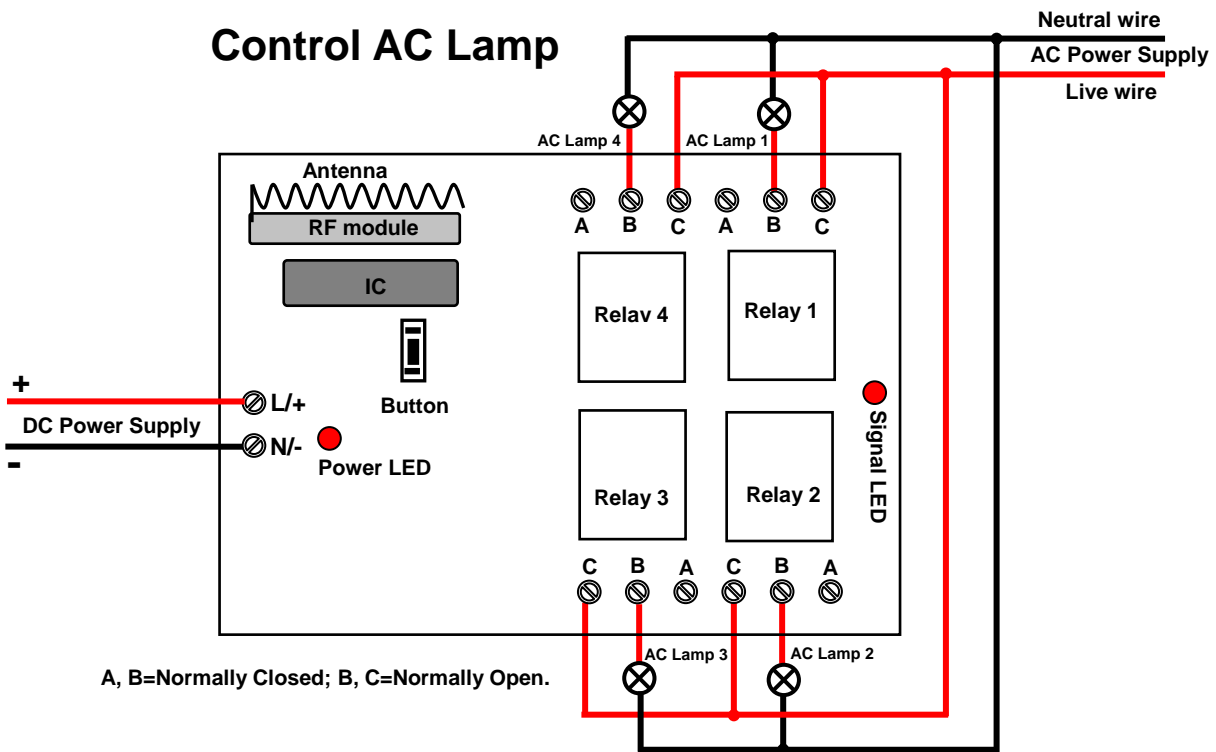 Control AC Lamp
Neutral wire
AC Power Supply
Live wire
AC Lamp 4
AC Lamp 1
Antenna
RF module
IC
A B C A B C
Relav 4
Relay 1
+
L/+
Button
DC Power Supply
-
N/-
Power LED
Signal LED
Relay 3
Relay 2
C B A C B A
AC Lamp 3
AC Lamp 2
A, B=Normally Closed; B, C=Normally Open.